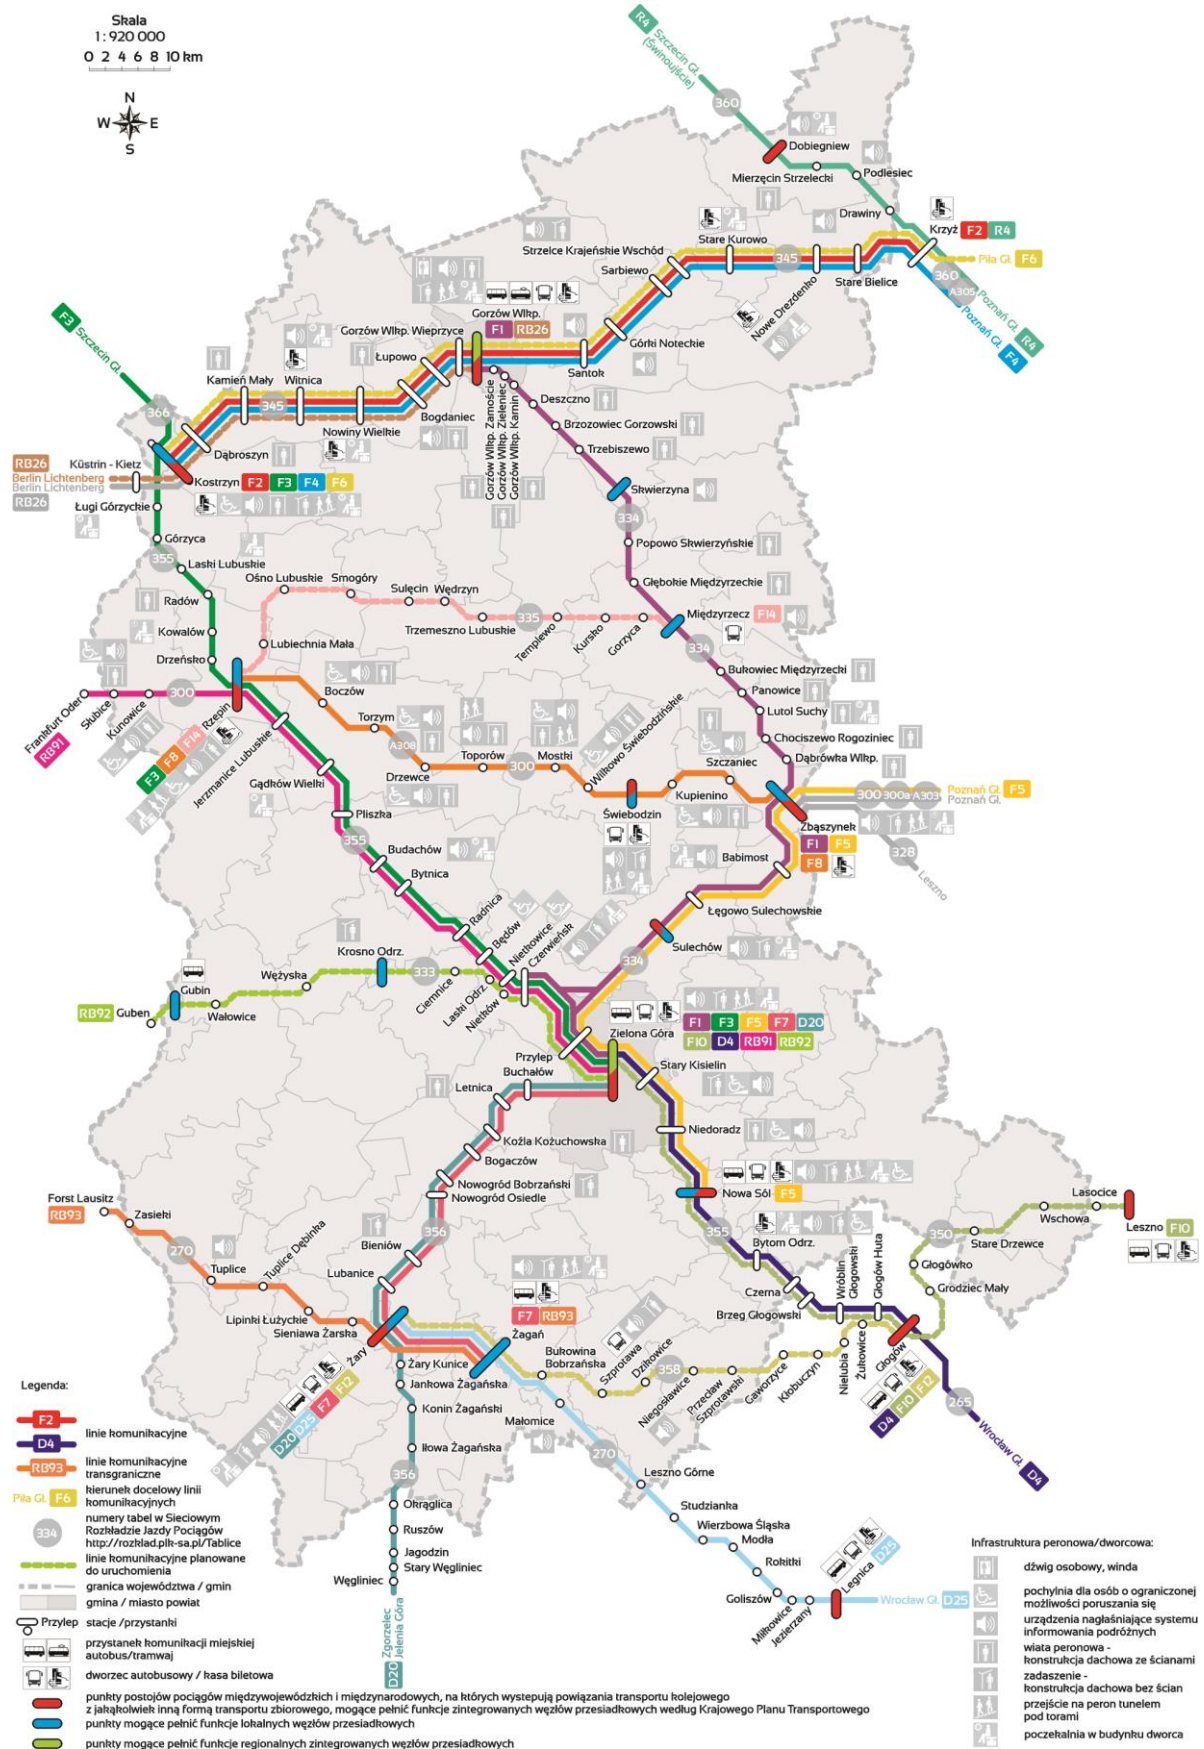 Skala
1 : 920 000
0 2 4 6 8 10 km
N
W E
S
R4 Szczecin Gł.
(Świnoujście)
360
Dobiegniew
Mierzęcin Strzelecki
Podlesiec
Drawiny
Krzyż F2 R4
Stare Kurowo
Strzelce Krajeńskie Wschód
345
Piła Gł. F6
Sarbiewo
Stare Bielice
360
A305
Nowe Drezdenko
Poznań Gł. R4
Poznań Gł. F4
F3 Szczecin Gł.
Gorzów Wlkp.
F1 RB26
Gorzów Wlkp. Wieprzyce
Górki Noteckie
Łupowo
Santok
Kamień Mały
Witnica
345
Bogdaniec
Nowiny Wielkie
Gorzów Wlkp. Zamoście
Gorzów Wlkp. Zieleniec
Gorzów Wlkp. Karnin
Deszczno
Brzozowiec Gorzowski
Trzebiszewo
366
Dąbroszyn
RB26
Küstrin - Kietz
Berlin Lichtenberg
Berlin Lichtenberg
RB26
Kostrzyn F2 F3 F4 F6
Skwierzyna
334
Ługi Górzyckie
Górzyca
355
Popowo Skwierzyńskie
Laski Lubuskie
Głębokie Międzyrzeckie
Radów
Ośno Lubuskie
Smogóry
Sulęcin
Wędrzyn
Trzemeszno Lubuskie
335
Templewo
Kursko
Gorzyca
Międzyrzecz F14
334
Kowalów
Lubiechnia Mała
Drzeńsko
Bukowiec Międzyrzecki
Panowice
Lutol Suchy
Chociszewo Rogoziniec
Dąbrówka Wlkp.
300
Frankfurt Oder
RB91
Słubice
Kunowice
Rzepin
F3 F8 F14
Jerzmanice Lubuskie
Boczów
Torzym
A308
Drzewce
Toporów
300
Mostki
Wilkowo Świebodzińskie
Świebodzin
Kupienino
Szczaniec
300 300a A303
Poznań Gł. F5
Poznań Gł.
Zbąszynek
F1 F5
F8
328
Leszno
Gądków Wielki
Pliszka
355
Budachów
Bytnica
Babimost
Łęgowo Sulechowskie
Radnica
Będów
Nietkowice
Czerwieńsk
Sulechów
334
Krosno Odrz.
333
Wężyska
Gubin
RB92 Guben
Wałowice
Ciemnice
Laski Odrz.
Nietków
Zielona Góra
F1 F3 F5 F7 D20
F10 D4 RB91 RB92
Przylep
Buchałów
Letnica
Stary Kisielin
Niedoradz
Koźla Kożuchowska
Bogaczów
Nowogród Bobrzański
Nowogród Osiedle
Nowa Sól F5
Forst Lausitz
RB93
Zasieki
270
Tuplice
Tuplice Dębinka
356
Bieniów
Lubanice
355
Bytom Odrz.
Lasocice
Wschowa
Leszno F10
350
Stare Drzewce
Głogówko
Grodziec Mały
Wróblin Głogowski
Głogów Huta
Czerna
Brzeg Głogowski
Lipinki Łużyckie
Sieniawa Żarska
Żary
D20 D25 F7 F12
Żagań
F7 RB93
Bukowina
Bobrzańska
Szprotawa
Dzikowice
358
Niegosławice
Przecław
Szprotawski
Gaworzyce
Kłobuczyn
Nielubia
Żukowice
Głogów
D4 F10 F12
265
Wrocław Gł. D4
Żary Kunice
Jankowa Żagańska
Konin Żagański
Iłowa Żagańska
356
Małomice
270
Leszno Górne
Okrąglica
Ruszów
Jagodzin
Stary Węgliniec
Węgliniec
D20 Zgorzelec
Jelenia Góra
Studzianka
Wierzbowa Śląska
Modła
Rokitki
Goliszów
Miłkowice
Jezierzany
Legnica D25
Wrocław Gł. D25
Legenda:
F2
D4 linie komunikacyjne
RB93 linie komunikacyjne
transgraniczne
Piła Gł. F6 kierunek docelowy linii
komunikacyjnych
334 numery tabel w Sieciowym
Rozkładzie Jazdy Pociągów
http://rozklad.plk-sa.pl/Tablice
linie komunikacyjne planowane
do uruchomienia
granica województwa / gmin
gmina / miasto powiat
Przylep stacje /przystanki
przystanek komunikacji miejskiej
autobus/tramwaj
dworzec autobusowy / kasa biletowa
punkty postojów pociągów międzywojewódzkich i międzynarodowych, na których wystepują powiązania transportu kolejowego
z jakąkolwiek inną formą transportu zbiorowego, mogące pełnić funkcje zintegrowanych węzłów przesiadkowych według Krajowego Planu Transportowego
punkty mogące pełnić funkcje lokalnych węzłów przesiadkowych
punkty mogące pełnić funkcje regionalnych zintegrowanych węzłów przesiadkowych
Infrastruktura peronowa/dworcowa:
dźwig osobowy, winda
pochylnia dla osób o ograniczonej
możliwości poruszania się
urządzenia nagłaśniające systemu
informowania podróżnych
wiata peronowa -
konstrukcja dachowa ze ścianami
zadaszenie -
konstrukcja dachowa bez ścian
przejście na peron tunelem
pod torami
poczekalnia w budynku dworca